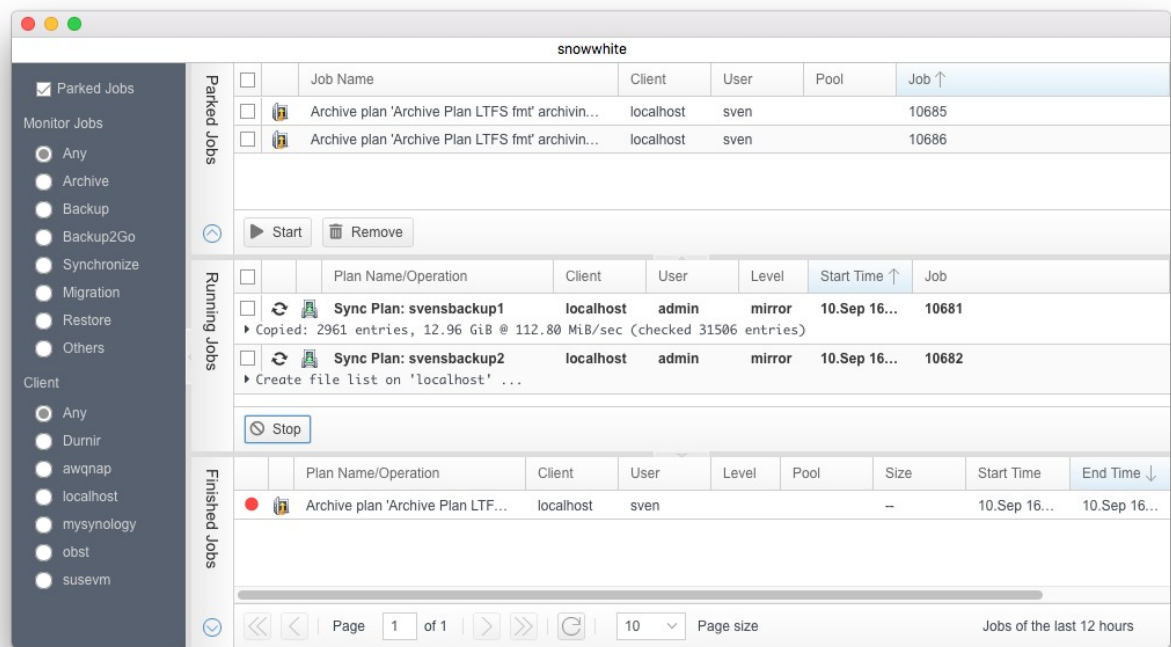 snowwhite
Parked Jobs
Monitor Jobs
Any
Archive
Backup
Backup2Go
Synchronize
Migration
Restore
Others
Client
Any
Durnir
awqnap
localhost
mysynology
obst
susevm
Parked Jobs
Job Name Client User Pool Job ↑
Archive plan 'Archive Plan LTFS fmt' archivin... localhost sven 10685
Archive plan 'Archive Plan LTFS fmt' archivin... localhost sven 10686
Start Remove
Running Jobs
Plan Name/Operation Client User Level Start Time ↑ Job
Sync Plan: svensbackup1 localhost admin mirror 10.Sep 16... 10681
Copied: 2961 entries, 12.96 GiB @ 112.80 MiB/sec (checked 31506 entries)
Sync Plan: svensbackup2 localhost admin mirror 10.Sep 16... 10682
Create file list on 'localhost' ...
Stop
Finished Jobs
Plan Name/Operation Client User Level Pool Size Start Time End Time ↓
Archive plan 'Archive Plan LTF... localhost sven -- 10.Sep 16... 10.Sep 16...
Page 1 of 1 10 Page size Jobs of the last 12 hours